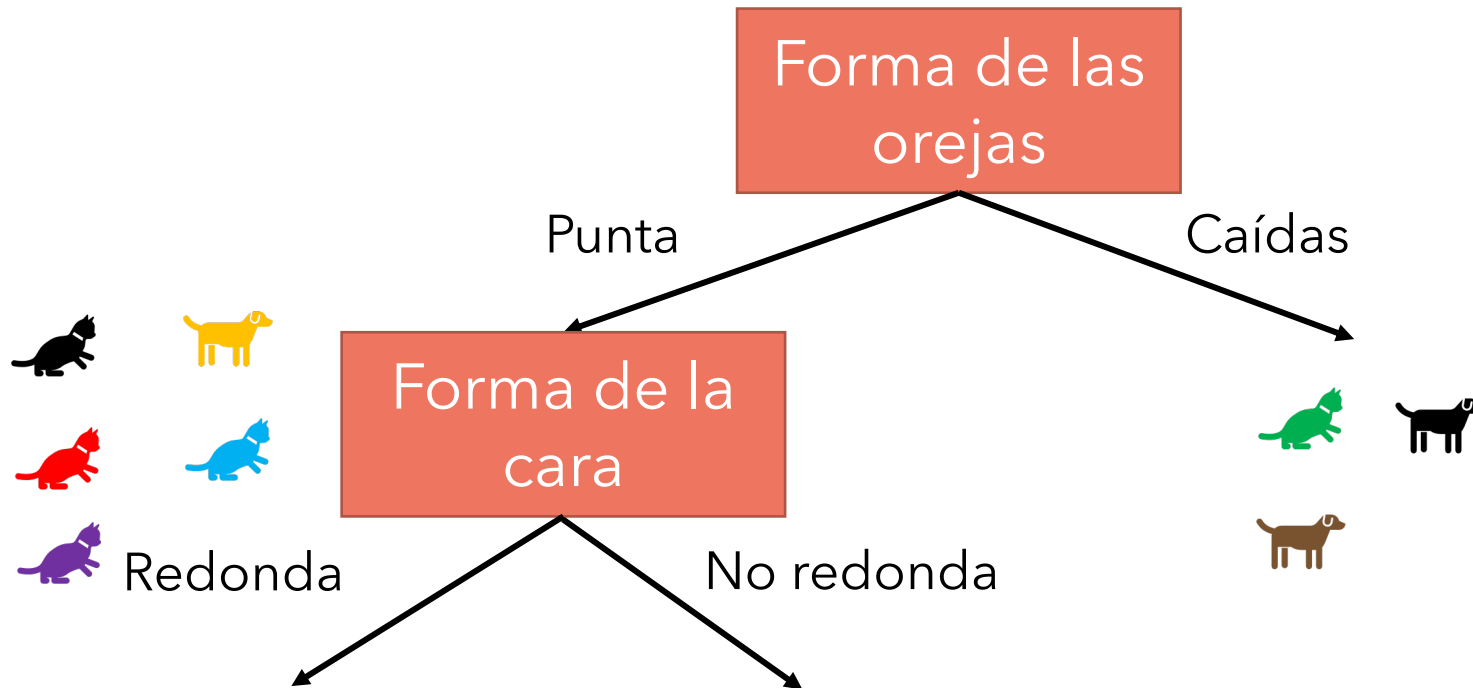 Forma de las
orejas
Punta
Caídas
Forma de la
cara
Redonda
No redonda